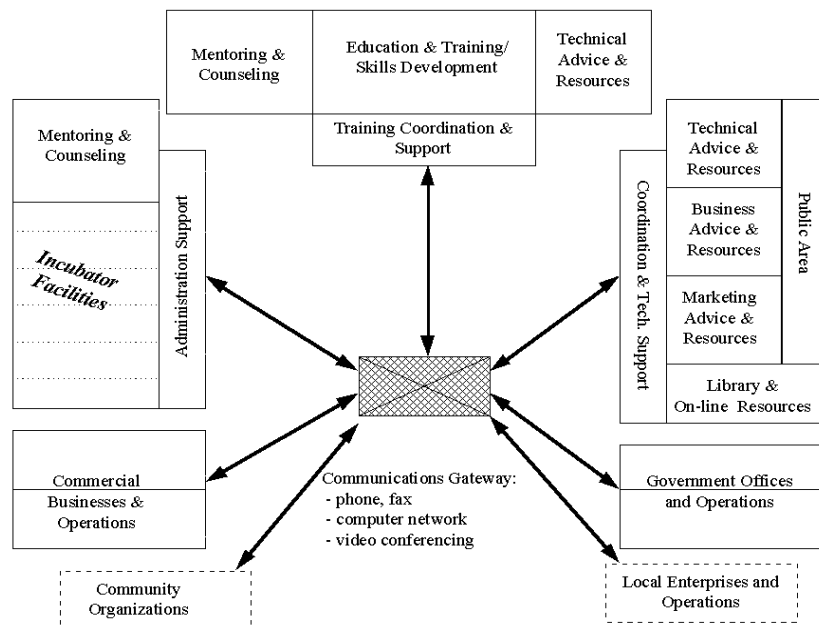 Mentoring &
Counseling
Education & Training/
Skills Development
Technical
Advice &
Resources
Training Coordination &
Support
Mentoring &
Counseling
Incubator
Facilities
Administration Support
Coordination & Tech. Support
Technical
Advice &
Resources
Business
Advice &
Resources
Marketing
Advice &
Resources
Public Area
Library &
On-line Resources
Commercial
Businesses &
Operations
Communications Gateway:
- phone, fax
- computer network
- video conferencing
Government Offices
and Operations
Community
Organizations
Local Enterprises and
Operations